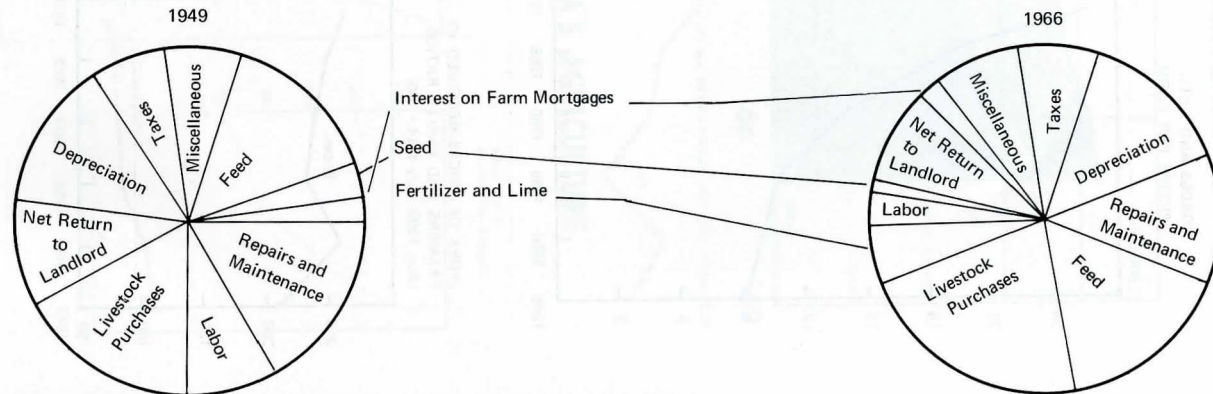 1949
Taxes
Miscellaneous
Depreciation
Feed
Net Return
to
Landlord
Livestock
Purchases
Labor
Repairs and
Maintenance
Interest on Farm Mortgages
Seed
Fertilizer and Lime
1966
Miscellaneous
Taxes
Net Return
to
Landlord
Depreciation
Labor
Repairs and
Maintenance
Livestock
Purchases
Feed